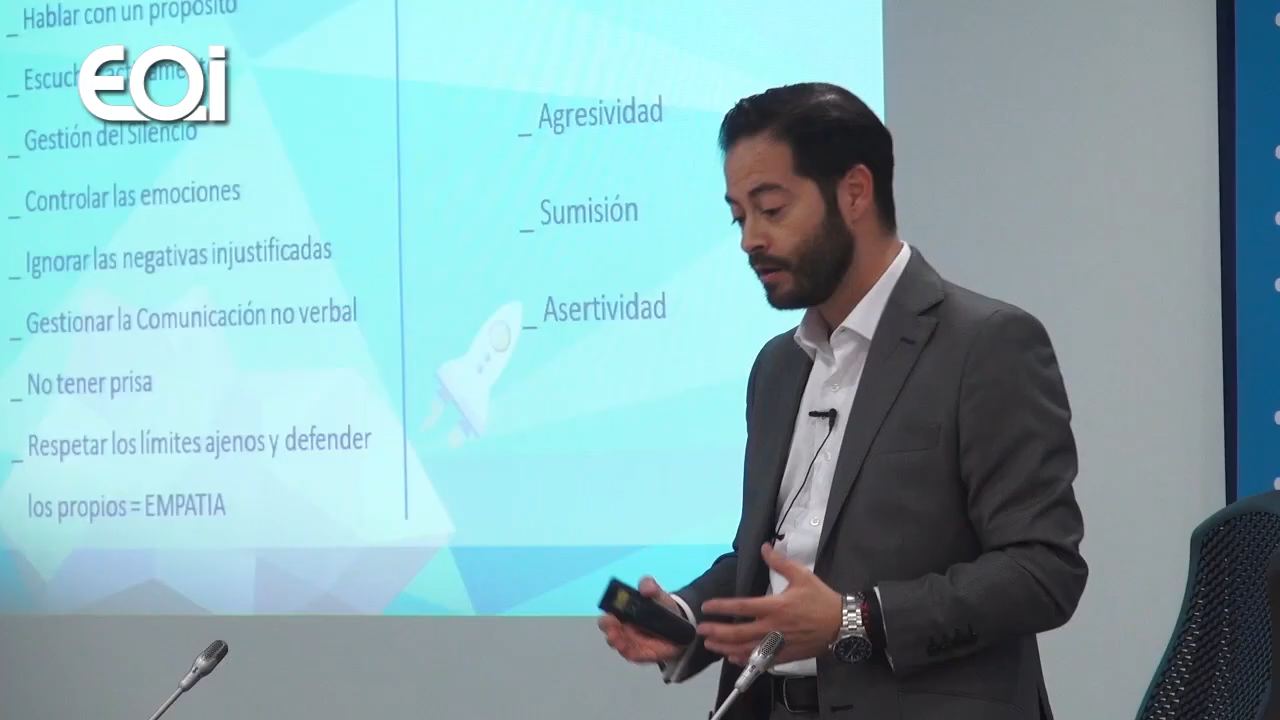 _ Hablar con un propósito
EOi
_ Gestión del Silencio
_ Controlar las emociones
_ Ignorar las negativas injustificadas
_ Gestionar la Comunicación no verbal
_ No tener prisa
_ Respetar los límites ajenos y defender
los propios = EMPATIA
_ Agresividad
_ Sumisión
_ Asertividad